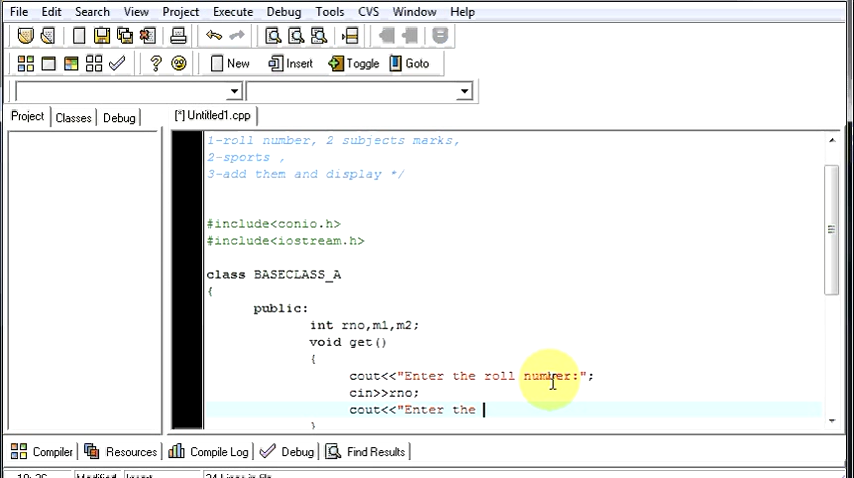 File Edit Search View Project Execute Debug Tools CVS Window Help
New Insert Toggle Goto
Project Classes Debug [*] Untitled1.cpp
1-roll number, 2 subjects marks,
2-sports ,
3-add them and display */
#include<conio.h>
#include<iostream.h>
class BASECLASS_A
{
public:
int rno,m1,m2;
void get()
{
cout<<"Enter the roll number:";
cin>>rno;
cout<<"Enter the
}
Compiler Resources Compile Log Debug Find Results